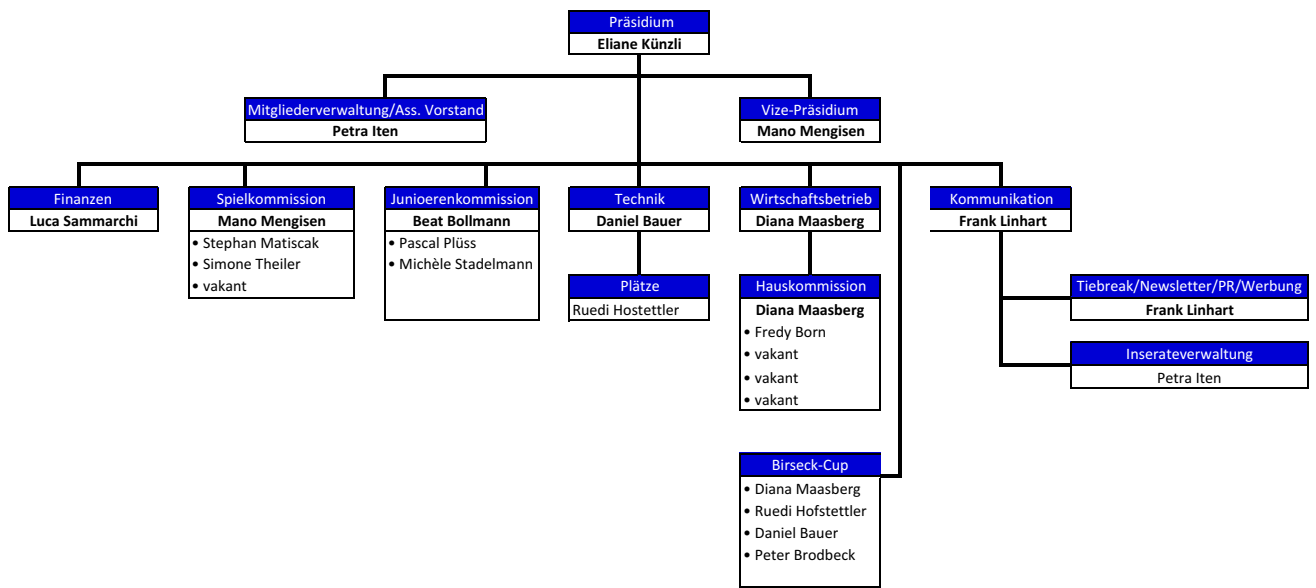 Präsidium
Eliane Künzli
Mitgliederverwaltung/Ass. Vorstand
Petra Iten
Vize-Präsidium
Mano Mengisen
Finanzen
Luca Sammarchi
Spielkommission
Mano Mengisen
• Stephan Matiscak
• Simone Theiler
• vakant
Junioerenkommission
Beat Bollmann
• Pascal Plüss
• Michèle Stadelmann
Technik
Daniel Bauer
Plätze
Ruedi Hostettler
Wirtschaftsbetrieb
Diana Maasberg
Hauskommission
Diana Maasberg
• Fredy Born
• vakant
• vakant
• vakant
Birseck-Cup
• Diana Maasberg
• Ruedi Hofstettler
• Daniel Bauer
• Peter Brodbeck
Kommunikation
Frank Linhart
Tiebreak/Newsletter/PR/Werbung
Frank Linhart
Inserateverwaltung
Petra Iten